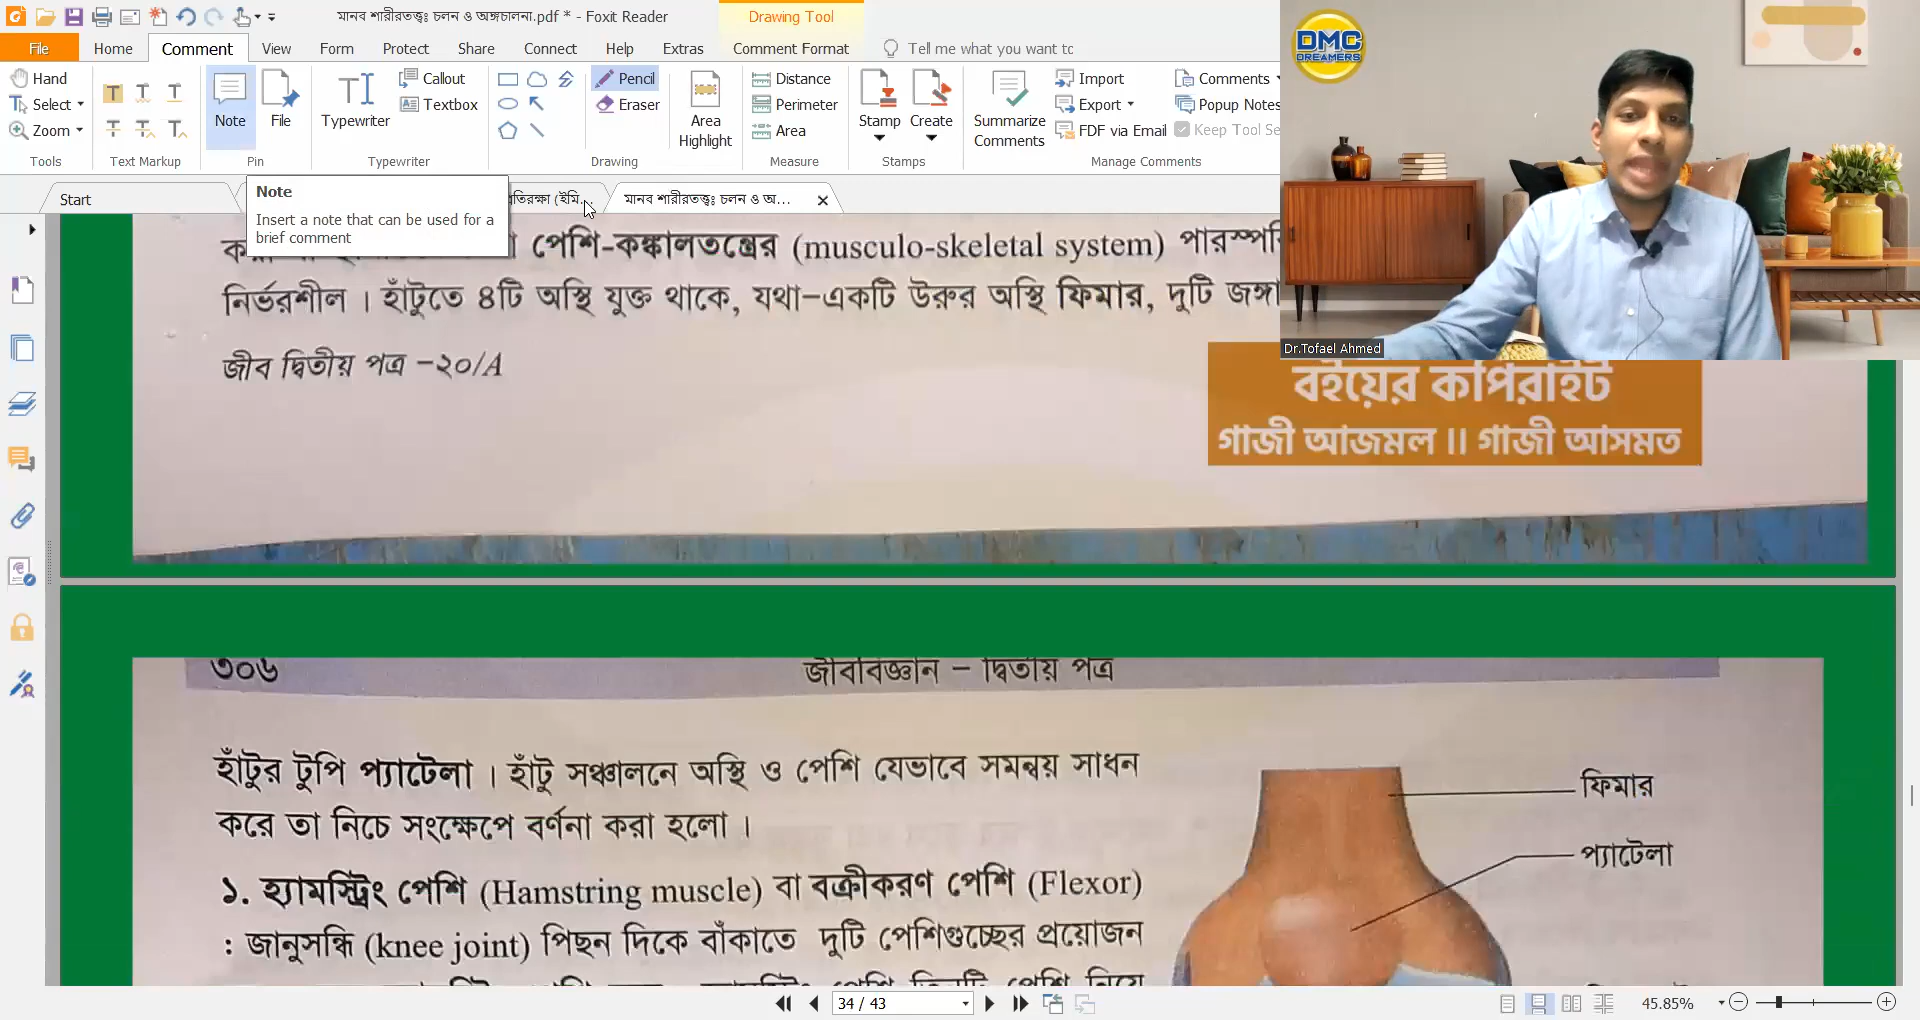 মানব শারীরতত্ত্বঃ চলন ও অঙ্গচালনা.pdf * - Foxit Reader
Drawing Tool
File Home Comment View Form Protect Share Connect Help Extras Comment Format Tell me what you want to
Hand
Select
Zoom
Tools
Text Markup
Note
File
Pin
Typewriter
Callout
Textbox
Typewriter
Pencil
Eraser
Area Highlight
Drawing
Distance
Perimeter
Area
Measure
Stamp
Create
Stamps
Summarize Comments
Import
Export
FDF via Email
Comments
Popup Notes
Keep Tool Se
Manage Comments
DMC
DREAMERS
Dr.Tofael Ahmed
Start
তিরক্ষা (ইমি...
মানব শারীরতত্ত্বঃ চলন ও অ...
Note
Insert a note that can be used for a
brief comment
পেশি-কঙ্কালতন্ত্রের (musculo-skeletal system)
নির্ভরশীল । হাঁটুতে ৪টি অস্থি যুক্ত থাকে, যথা–একটি উরুর অস্থি ফিমার, দুটি
জীব দ্বিতীয় পত্র –২০/A
বইয়ের কপিরাইট
গাজী আজমল ।। গাজী আসমত
৩০৬
জীববিজ্ঞান – দ্বিতীয় পত্র
হাঁটুর টুপি প্যাটেলা । হাঁটু সঞ্চালনে অস্থি ও পেশি যেভাবে সমন্বয় সাধন
করে তা নিচে সংক্ষেপে বর্ণনা করা হলো ।
১. হ্যামস্ট্রিং পেশি (Hamstring muscle) বা বক্রীকরণ পেশি (Flexor)
: জানুসন্ধি (knee joint) পিছন দিকে বাঁকাতে দুটি পেশিগুচ্ছের প্রয়োজন
ফিমার
প্যাটেলা
34 / 43
45.85%